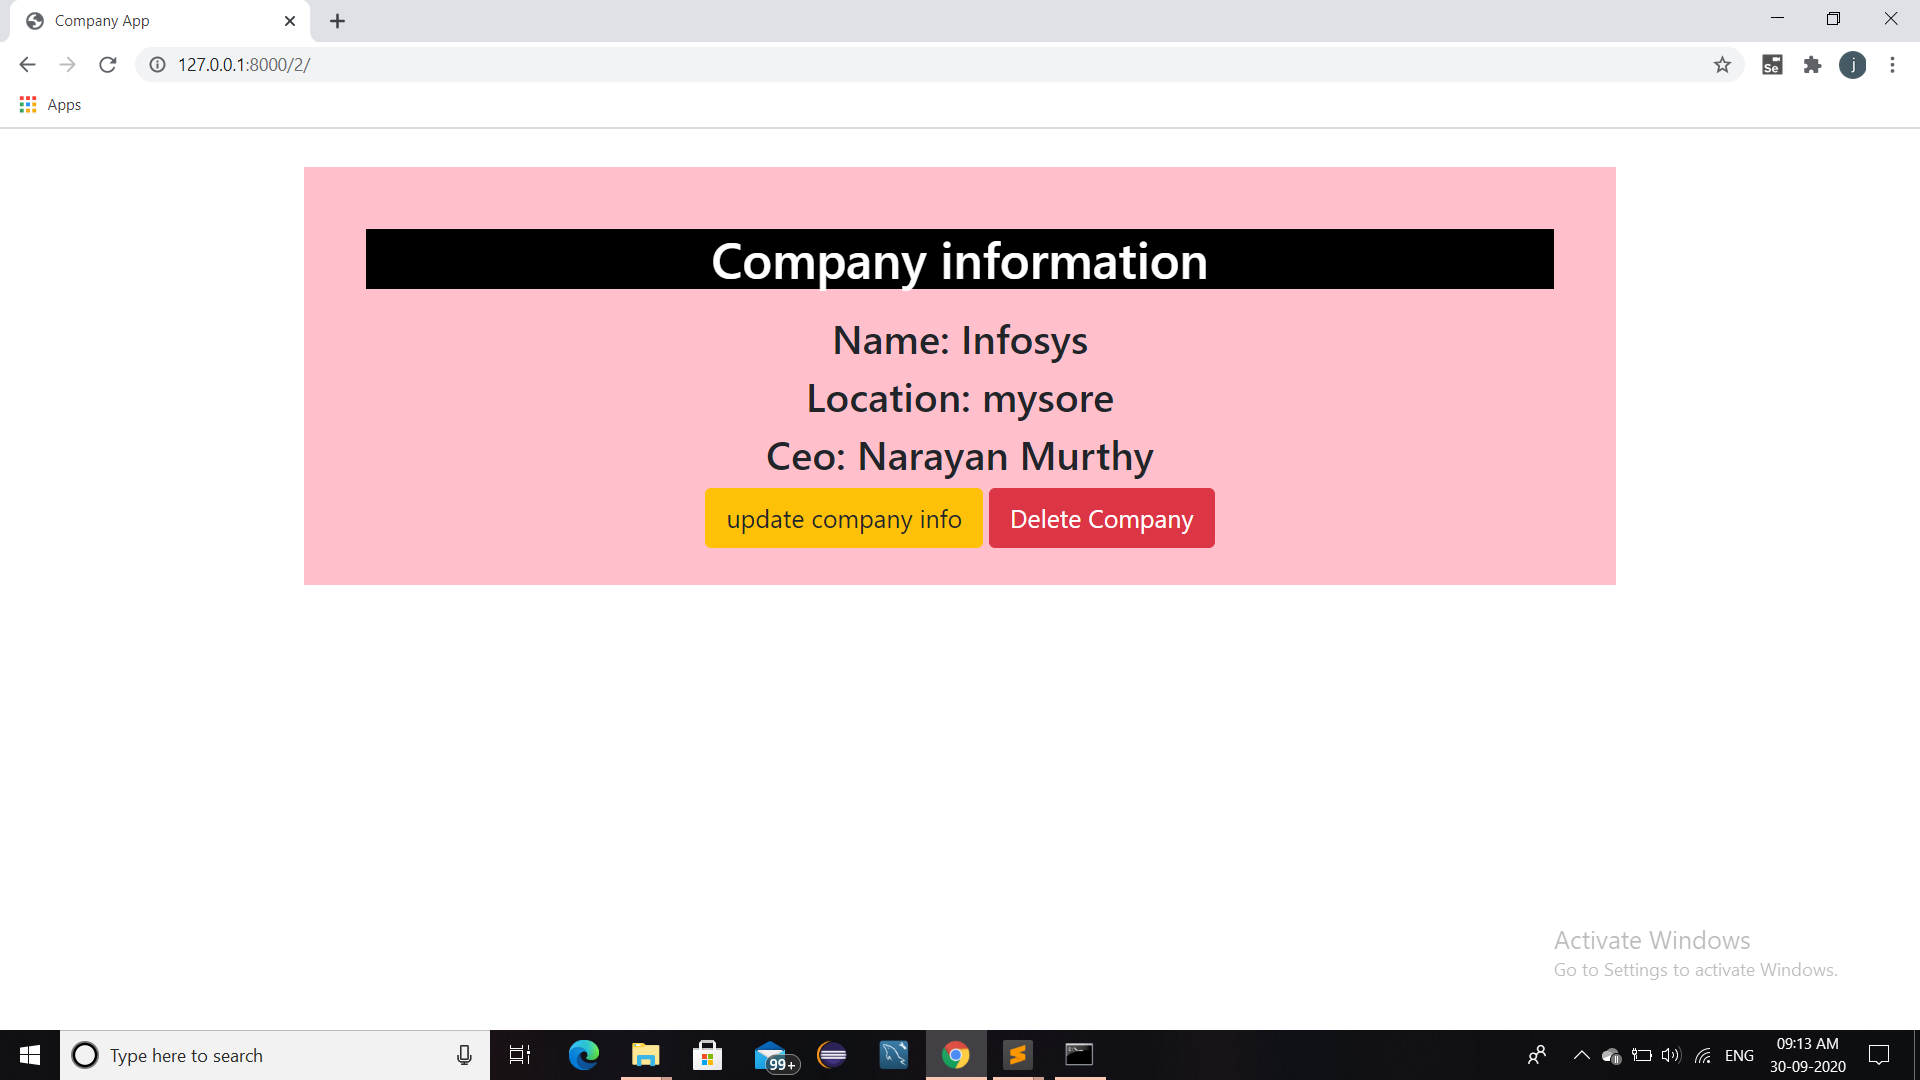 Company App
127.0.0.1:8000/2/
Se
j
Apps
Company information
Name: Infosys
Location: mysore
Ceo: Narayan Murthy
update company info Delete Company
Activate Windows
Go to Settings to activate Windows.
Type here to search
99+
ENG
09:13 AM
30-09-2020